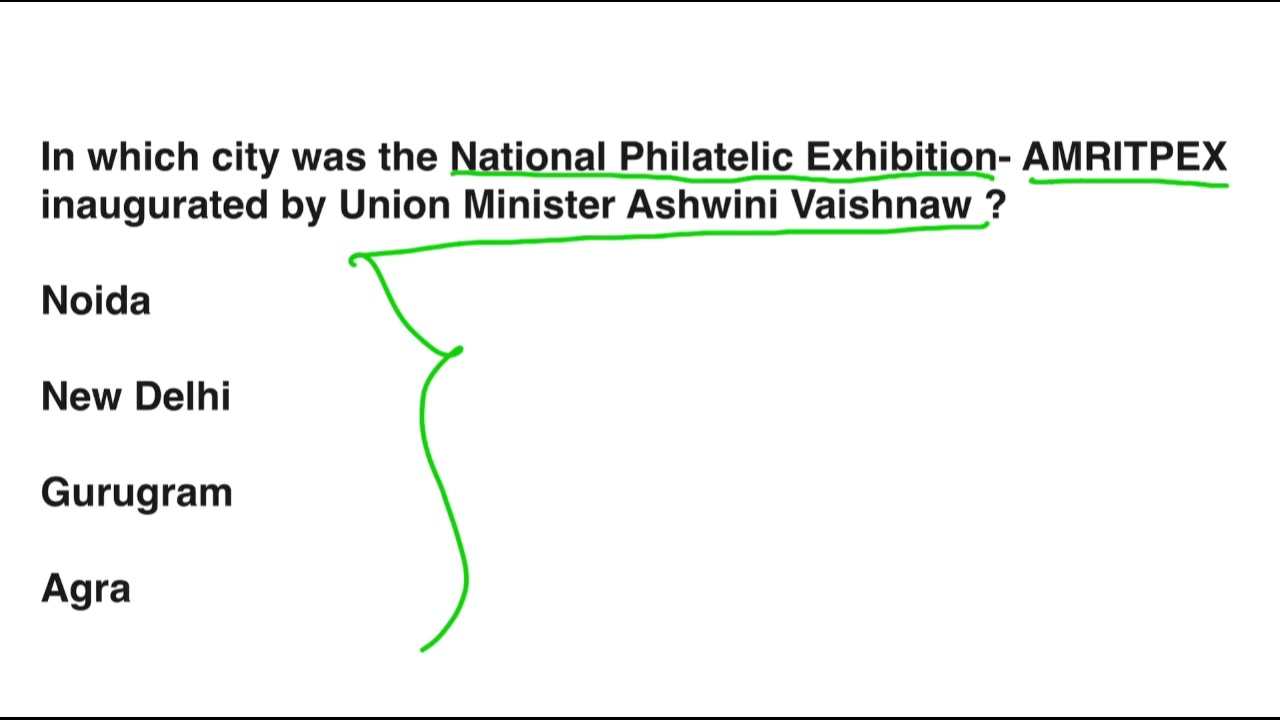 In which city was the National Philatelic Exhibition- AMRITPEX
inaugurated by Union Minister Ashwini Vaishnaw ?
Noida
New Delhi
Gurugram
Agra